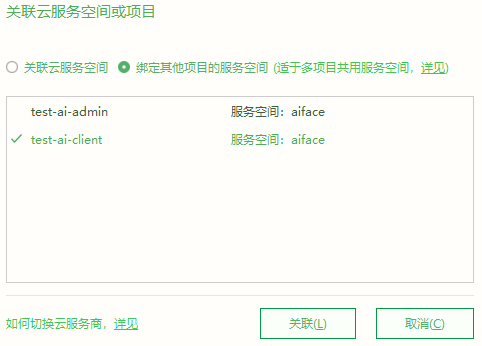 关联云服务空间或项目
关联云服务空间 绑定其他项目的服务空间 (适于多项目共用服务空间，详见)
test-ai-admin 服务空间：aiface
test-ai-client 服务空间：aiface
如何切换云服务商，详见 关联(L) 取消(C)